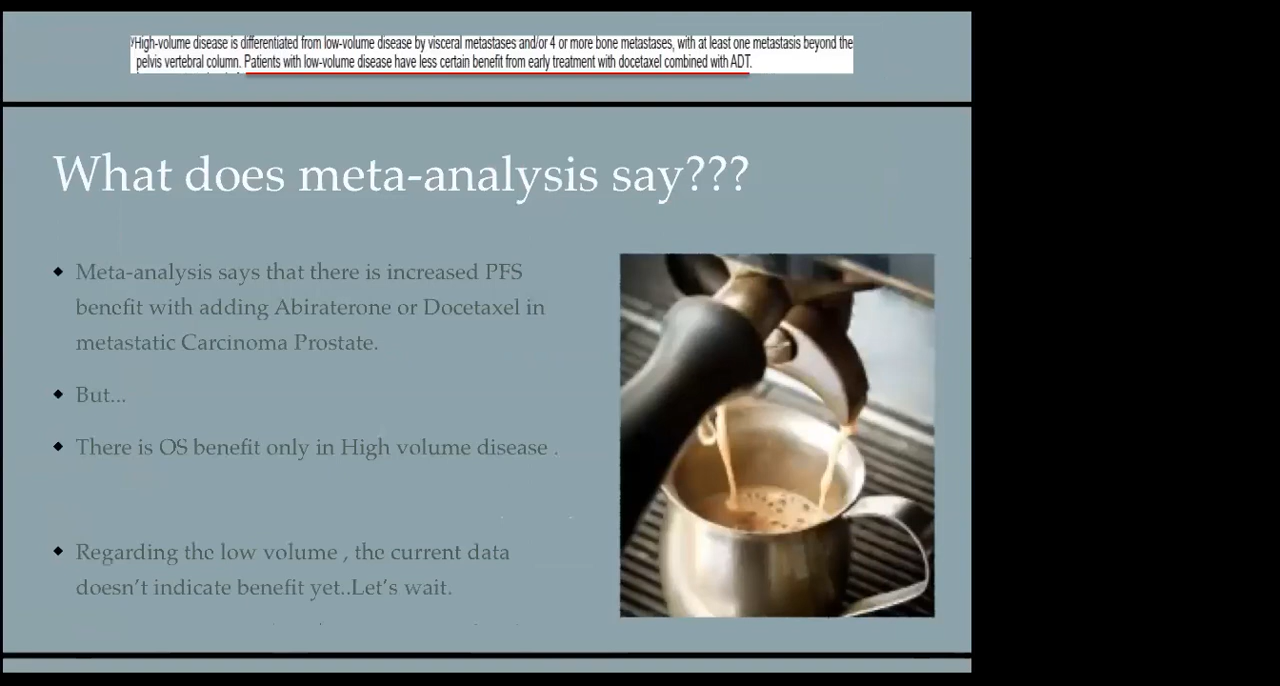 yHigh-volume disease is differentiated from low-volume disease by visceral metastases and/or 4 or more bone metastases, with at least one metastasis beyond the
pelvis vertebral column. Patients with low-volume disease have less certain benefit from early treatment with docetaxel combined with ADT.
What does meta-analysis say???
Meta-analysis says that there is increased PFS
benefit with adding Abiraterone or Docetaxel in
metastatic Carcinoma Prostate.
But...
There is OS benefit only in High volume disease .
Regarding the low volume , the current data
doesn't indicate benefit yet..Let's wait.